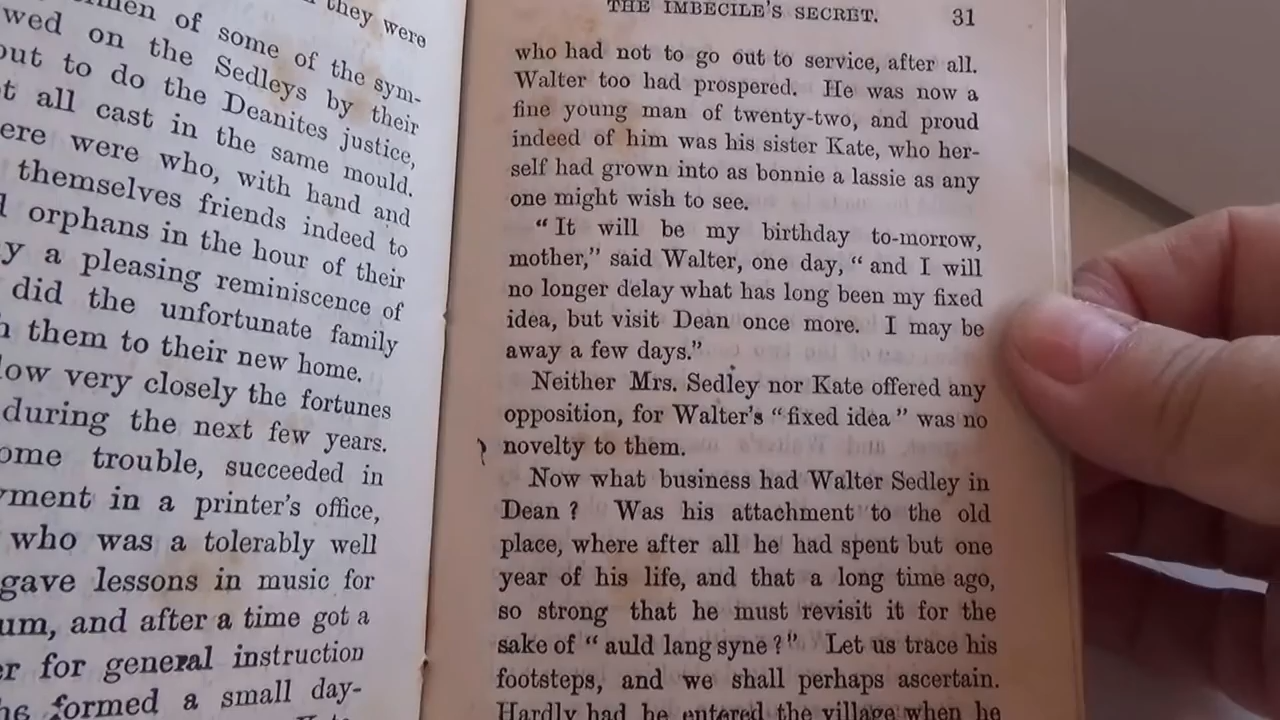 they were
men of some of the sym-
wed on the Sedleys by their
out to do the Deanites justice,
t all cast in the same mould.
ere were who, with hand and
themselves friends indeed to
d orphans in the hour of their
y a pleasing reminiscence of
did the unfortunate family
h them to their new home.
low very closely the fortunes
during the next few years.
ome trouble, succeeded in
yment in a printer's office,
who was a tolerably well
gave lessons in music for
um, and after a time got a
er for general instruction
he formed a small day-
THE IMBECILE'S SECRET. 31
who had not to go out to service, after all.
Walter too had prospered. He was now a
fine young man of twenty-two, and proud
indeed of him was his sister Kate, who her-
self had grown into as bonnie a lassie as any
one might wish to see.
“ It will be my birthday to-morrow,
mother,” said Walter, one day, “ and I will
no longer delay what has long been my fixed
idea, but visit Dean once more. I may be
away a few days.”
Neither Mrs. Sedley nor Kate offered any
opposition, for Walter's “ fixed idea ” was no
novelty to them.
Now what business had Walter Sedley in
Dean ? Was his attachment to the old
place, where after all he had spent but one
year of his life, and that a long time ago,
so strong that he must revisit it for the
sake of “ auld lang syne ?” Let us trace his
footsteps, and we shall perhaps ascertain.
Hardly had he entered the village when he